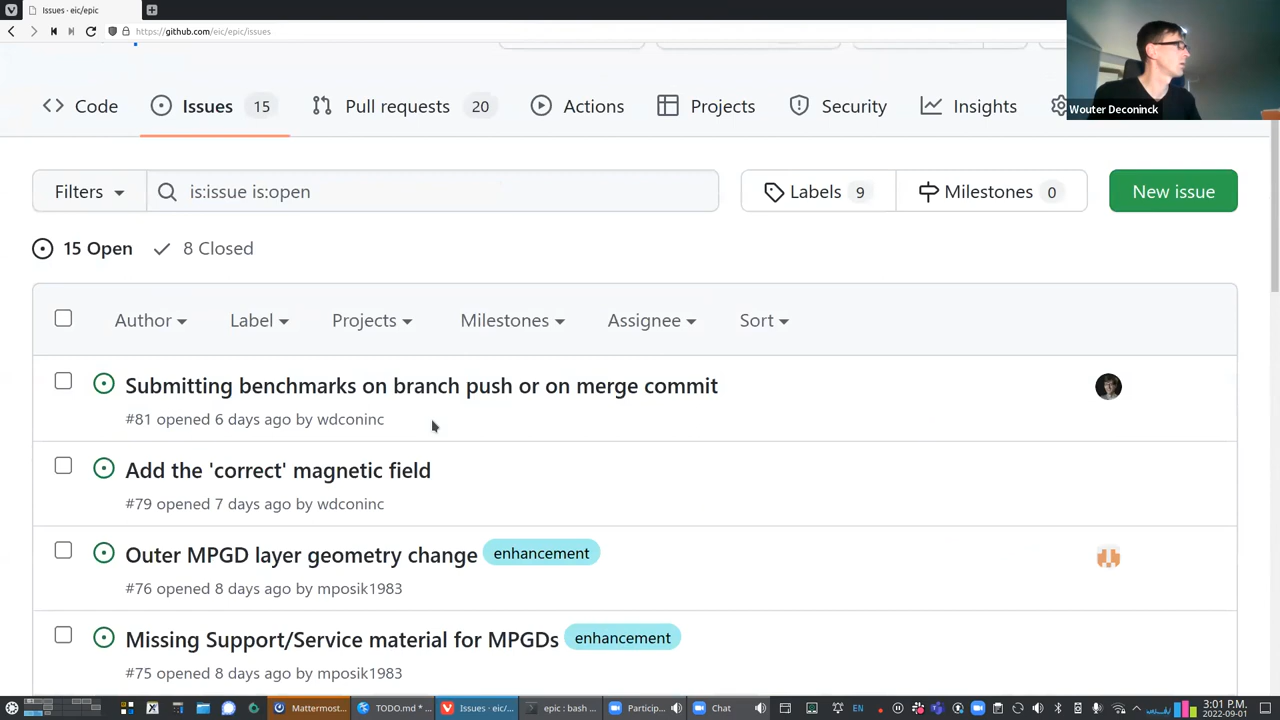 Issues · eic/epic
https://github.com/eic/epic/issues
Wouter Deconinck
Code
Issues 15
Pull requests 20
Actions
Projects
Security
Insights
Filters
is:issue is:open
Labels 9
Milestones 0
New issue
15 Open
8 Closed
Author
Label
Projects
Milestones
Assignee
Sort
Submitting benchmarks on branch push or on merge commit
#81 opened 6 days ago by wdconinc
Add the 'correct' magnetic field
#79 opened 7 days ago by wdconinc
Outer MPGD layer geometry change enhancement
#76 opened 8 days ago by mposik1983
Missing Support/Service material for MPGDs enhancement
#75 opened 8 days ago by mposik1983
Mattermost...
TODO.md * ...
Issues · eic/...
epic : bash ...
Particip...
Chat
EN
3:01 P.M.
2022-09-01